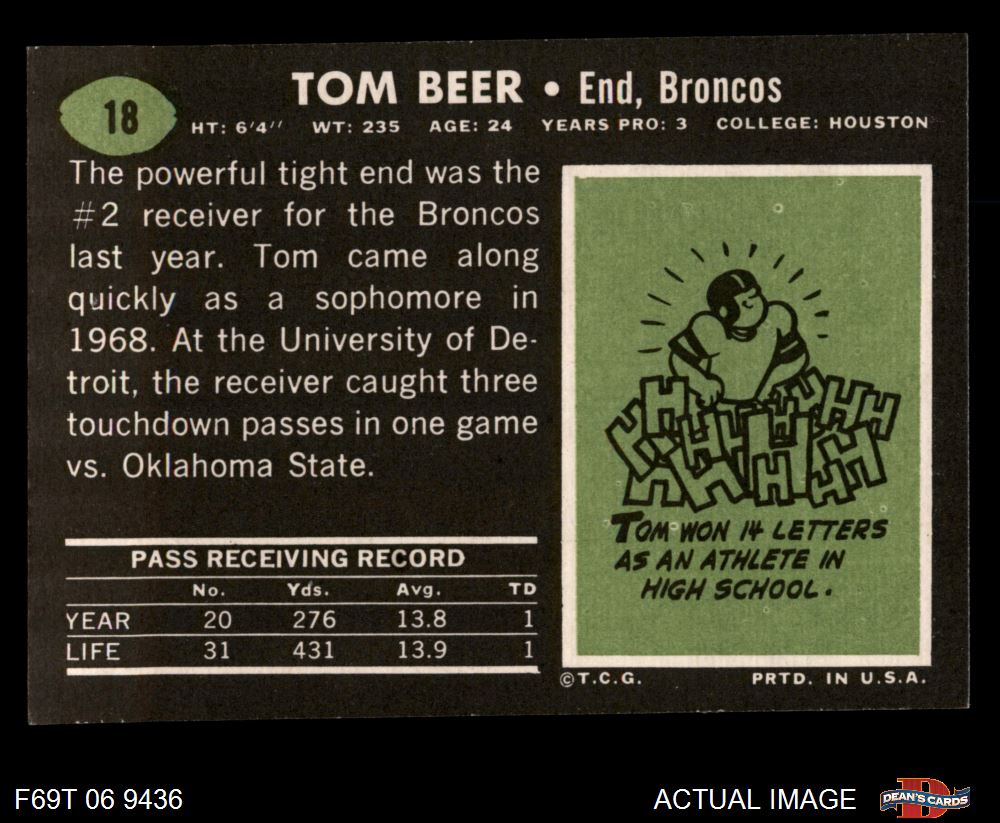 18
TOM BEER • End, Broncos
HT: 6'4" WT: 235 AGE: 24 YEARS PRO: 3 COLLEGE: HOUSTON
The powerful tight end was the
#2 receiver for the Broncos
last year. Tom came along
quickly as a sophomore in
1968. At the University of De-
troit, the receiver caught three
touchdown passes in one game
vs. Oklahoma State.
PASS RECEIVING RECORD
No. Yds. Avg. TD
YEAR 20 276 13.8 1
LIFE 31 431 13.9 1
H H H H H H H H H H H H H H
TOM WON 14 LETTERS
AS AN ATHLETE IN
HIGH SCHOOL.
©T.C.G. PRTD. IN U.S.A.
F69T 06 9436
ACTUAL IMAGE
D
DEAN'S CARDS